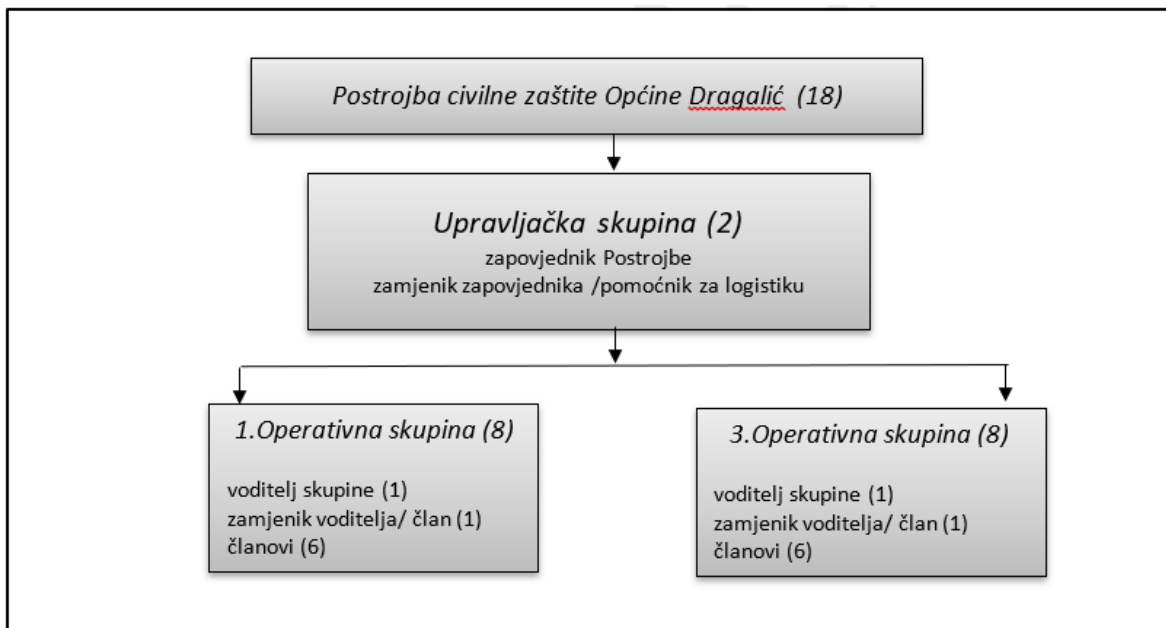 Postrojba civilne zaštite Općine Dragalić (18)
Upravljačka skupina (2)
zapovjednik Postrojbe
zamjenik zapovjednika /pomoćnik za logistiku
1.Operativna skupina (8)
voditelj skupine (1)
zamjenik voditelja/ član (1)
članovi (6)
3.Operativna skupina (8)
voditelj skupine (1)
zamjenik voditelja/ član (1)
članovi (6)